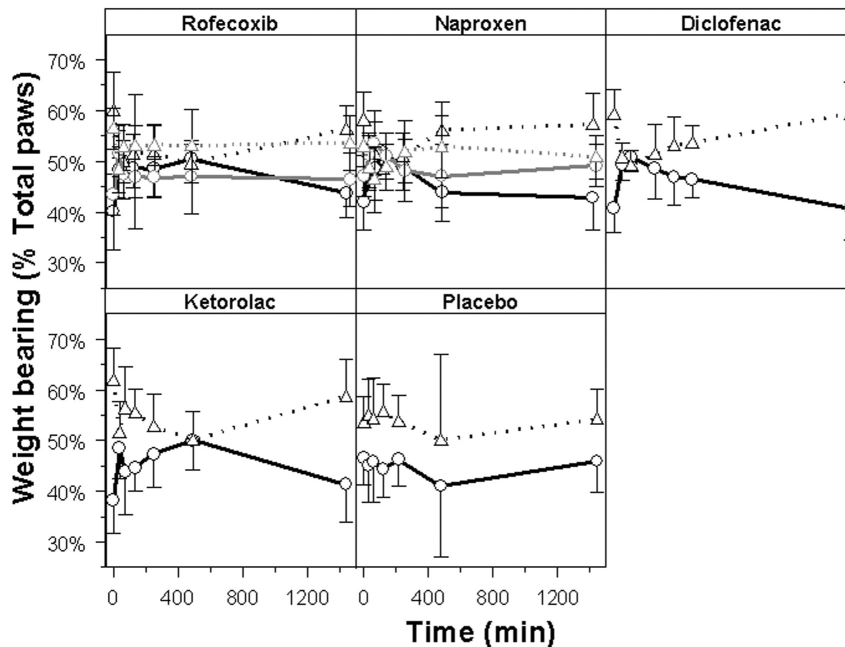 Rofecoxib Naproxen Diclofenac
70%
60%
50%
40%
30%
Ketorolac Placebo
70%
60%
50%
40%
30%
0 400 800 1200 0 400 800 1200
Time (min)
Weight bearing (% Total paws)